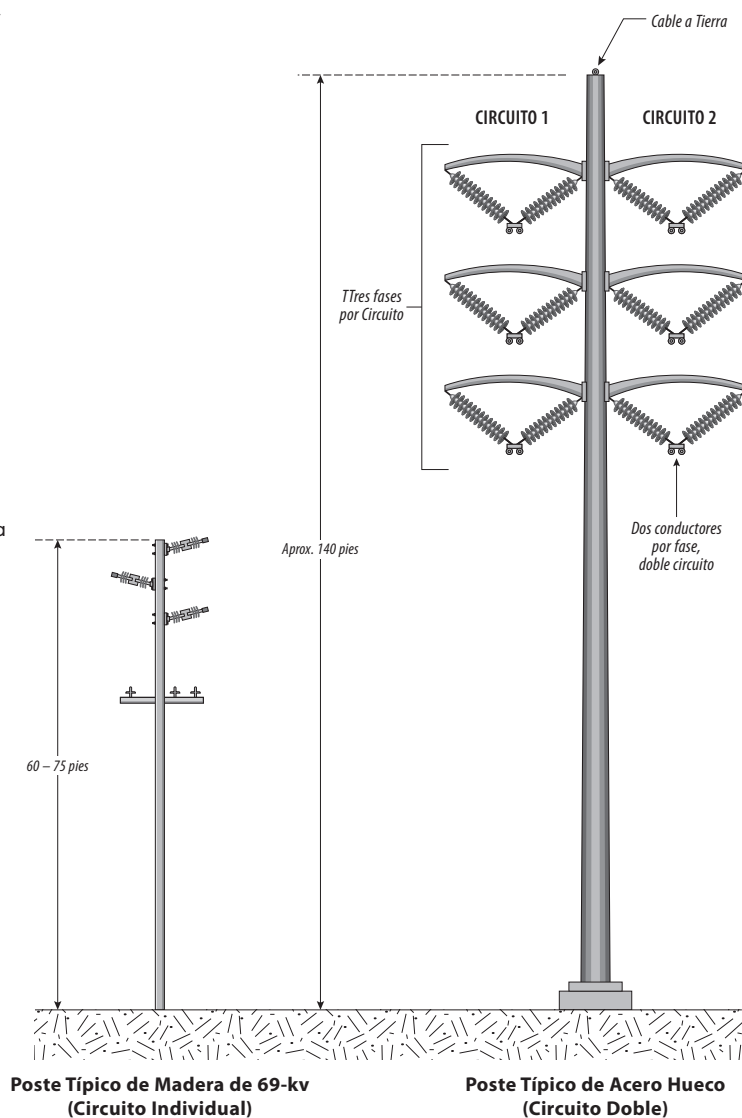 Cable a Tierra
CIRCUITO 1
CIRCUITO 2
TTres fases
por Circuito
a
Aprox. 140 pies
Dos conductores
por fase,
doble circuito
60 – 75 pies
Poste Típico de Madera de 69-kv
(Circuito Individual)
Poste Típico de Acero Hueco
(Circuito Doble)